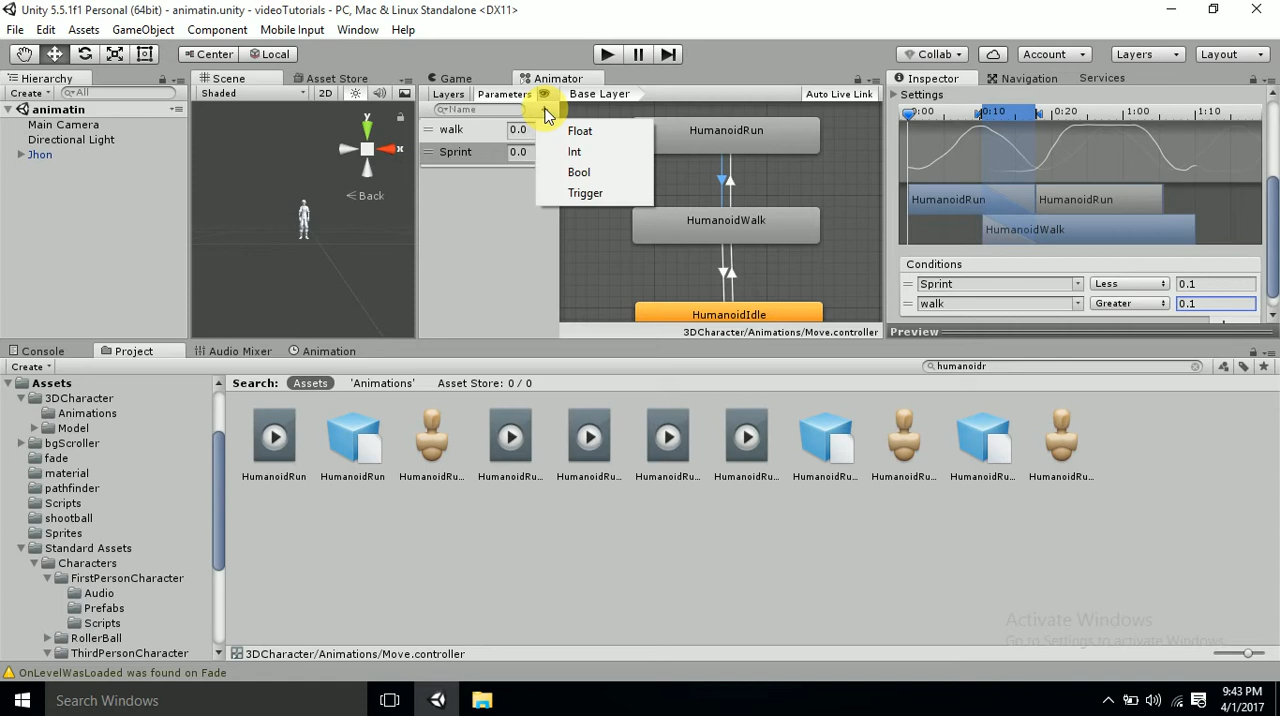 Unity 5.5.1f1 Personal (64bit) - animatin.unity - videoTutorials - PC, Mac & Linux Standalone <DX11>
File Edit Assets GameObject Component Mobile Input Window Help
Center Local Collab Account Layers Layout
Hierarchy Scene Asset Store Game Animator Inspector Navigation Services
Create All Shaded 2D Layers Parameters Base Layer Auto Live Link Settings
animatin Name 0:00 0:10 0:20 1:00 1:10
Main Camera
Directional Light
Jhon
y
x
Back
walk 0.0
Sprint 0.0
Float
Int
Bool
Trigger
HumanoidRun
HumanoidWalk
HumanoidIdle
3DCharacter/Animations/Move.controller
HumanoidRun HumanoidRun
HumanoidWalk
Conditions
Sprint Less 0.1
walk Greater 0.1
Preview
Console Project Audio Mixer Animation
Create humanoidr
Assets
3DCharacter
Animations
Model
bgScroller
fade
material
pathfinder
Scripts
shootball
Sprites
Standard Assets
Characters
FirstPersonCharacter
Audio
Prefabs
Scripts
RollerBall
ThirdPersonCharacter
Search: Assets 'Animations' Asset Store: 0 / 0
HumanoidRun HumanoidRun HumanoidRu... HumanoidRu... HumanoidRu... HumanoidRu... HumanoidRu... HumanoidRu... HumanoidRu... HumanoidRu... HumanoidRu...
3DCharacter/Animations/Move.controller
Activate Windows
Go to Settings to activate Windows.
OnLevelWasLoaded was found on Fade
Search Windows
9:43 PM
4/1/2017